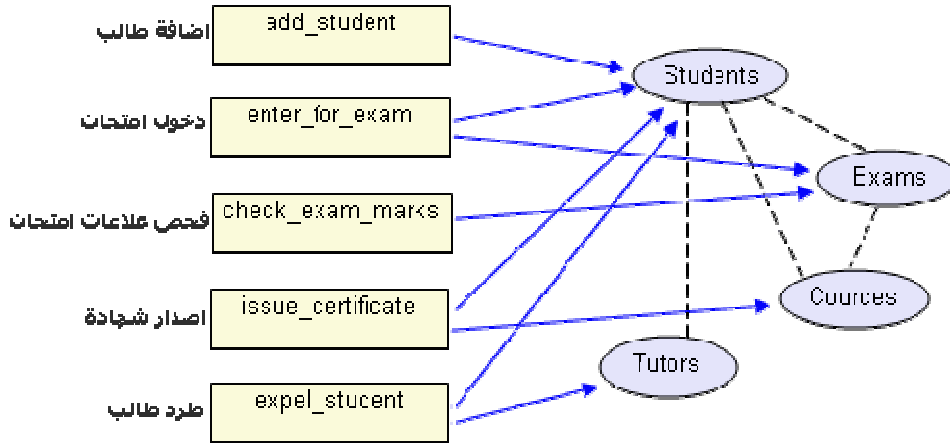 اضافة طالب
add_student
Students
دخول امتحان
enter_for_exam
Exams
فحص علامات امتحان
check_exam_marks
اصدار شهادة
issue_certificate
Cources
Tutors
طرد طالب
expel_stucent